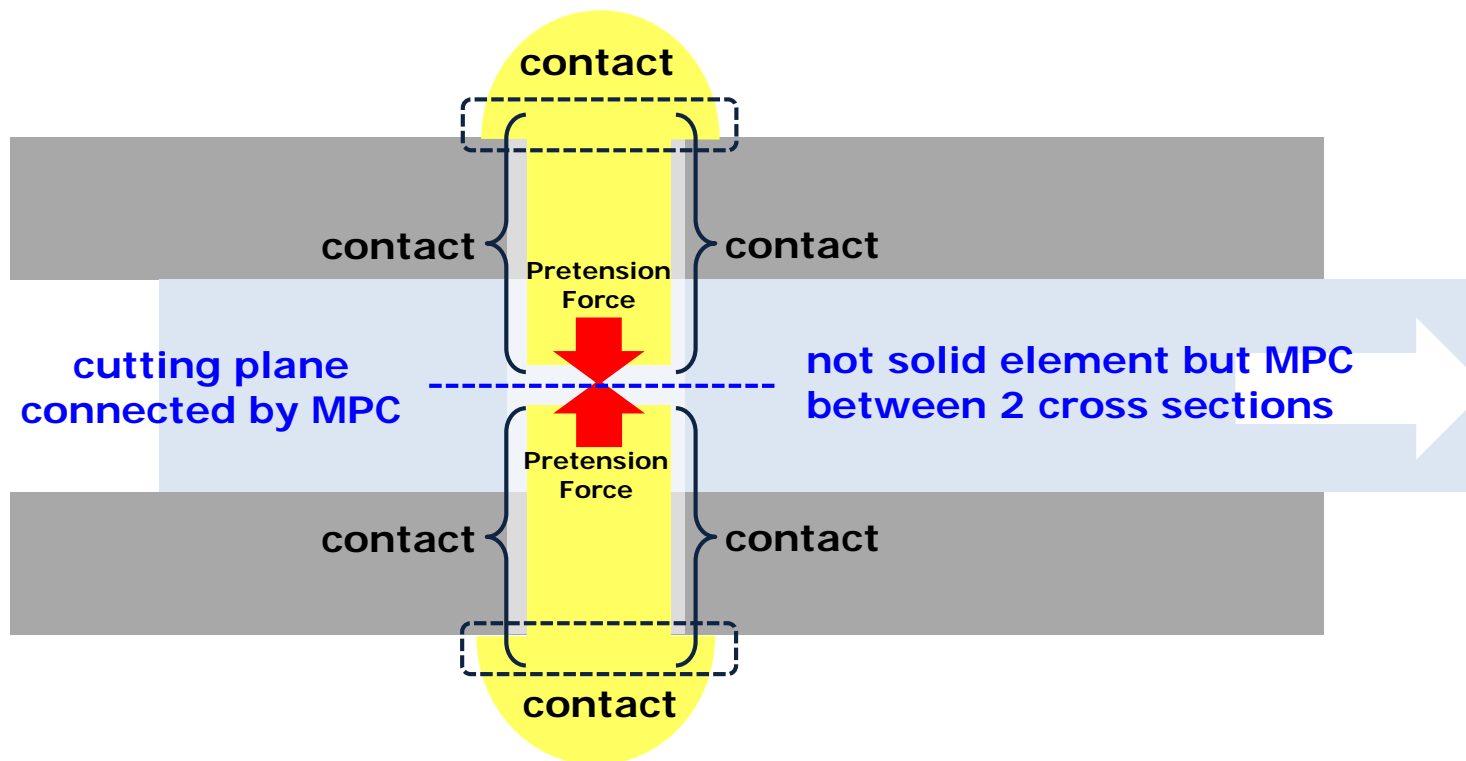 contact
contact
contact
Pretension
Force
cutting plane
connected by MPC
not solid element but MPC
between 2 cross sections
Pretension
Force
contact
contact
contact